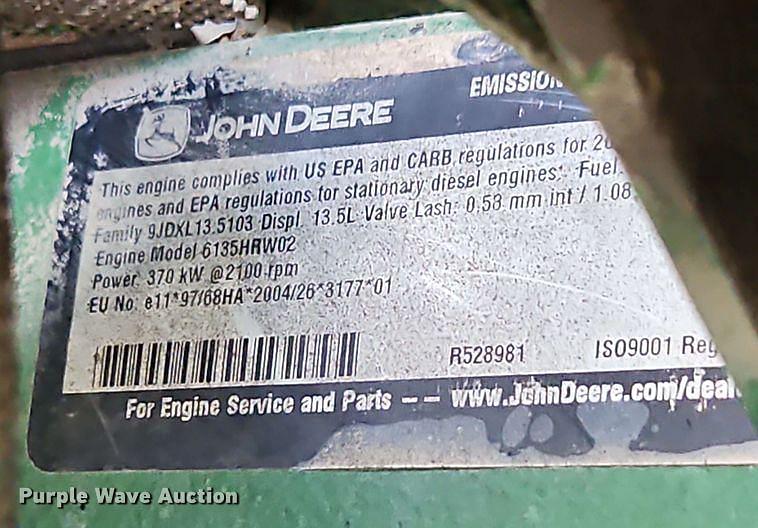 EMISSION
JOHN DEERE
This engine complies with US EPA and CARB regulations for 20
engines and EPA regulations for stationary diesel engines. Fuel
Family 9JDXL13.5103 Displ. 13.5L Valve Lash: 0.58 mm int / 1.08
Engine Model 6135HRW02
Power 370 kW @2100 rpm
EU No: e11*97/68HA*2004/26*3177*01
R528981 ISO9001 Reg
For Engine Service and Parts -- www.JohnDeere.com/deal
Purple Wave Auction